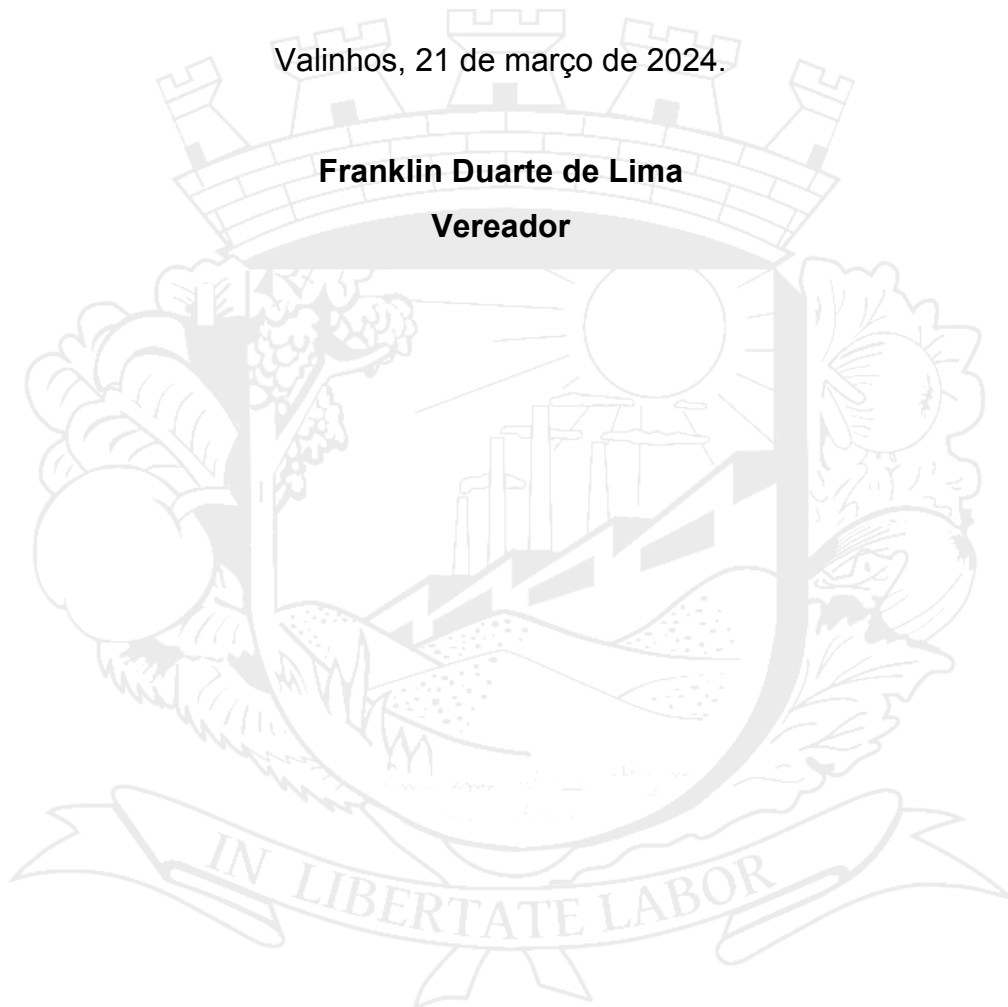 Valinhos, 21 de março de 2024.
Franklin Duarte de Lima
Vereador
IN LIBERTATE LABOR